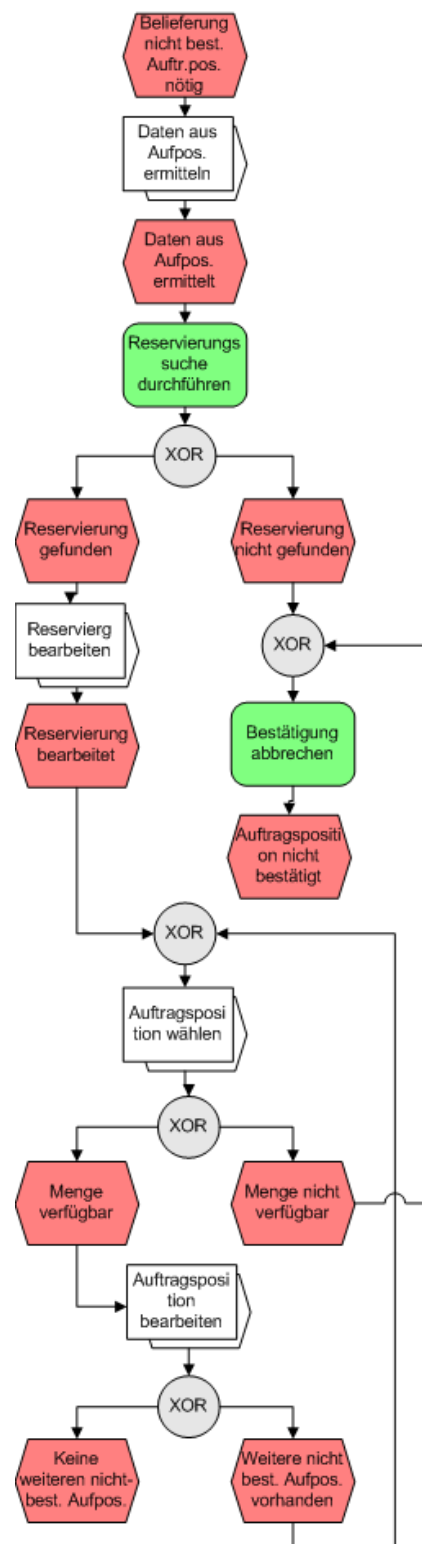 Belieferung
nicht best.
Auftr.pos.
nötig
Daten aus
Aufpos.
ermitteln
Daten aus
Aufpos.
ermittelt
Reservierungs
suche
durchführen
XOR
Reservierung
gefunden
Reservierung
nicht gefunden
Reservierg
bearbeiten
XOR
Reservierung
bearbeitet
Bestätigung
abbrechen
Auftragspositi
on nicht
bestätigt
XOR
Auftragsposi
tion wählen
XOR
Menge
verfügbar
Menge nicht
verfügbar
Auftragsposi
tion
bearbeiten
XOR
Keine
weiteren nicht-
best. Aufpos.
Weitere nicht
best. Aufpos.
vorhanden